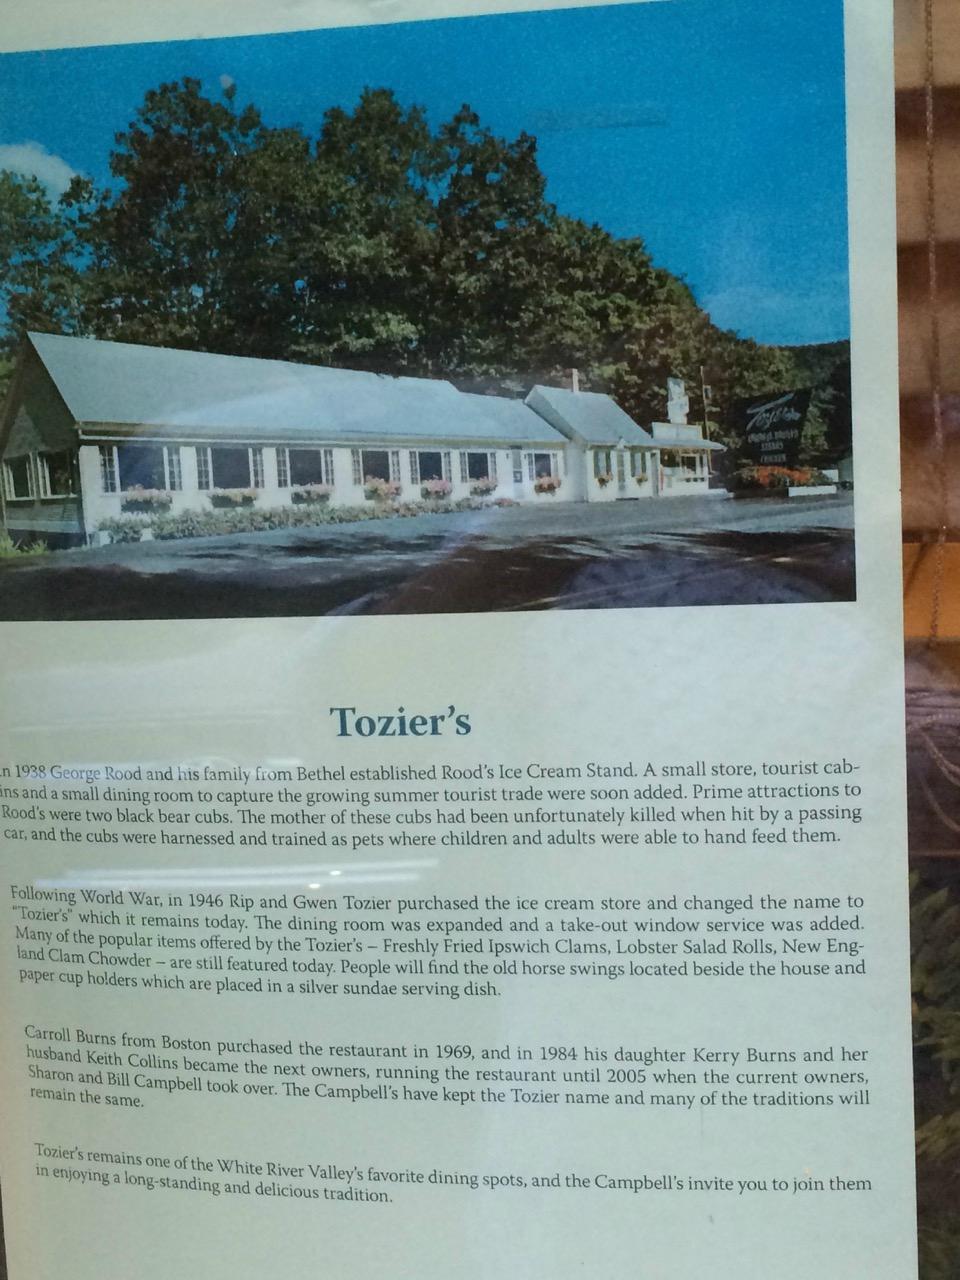 Tozier's
Tozier's
n 1938 George Rood and his family from Bethel established Rood's Ice Cream Stand. A small store, tourist cab-
ins and a small dining room to capture the growing summer tourist trade were soon added. Prime attractions to
Rood's were two black bear cubs. The mother of these cubs had been unfortunately killed when hit by a passing
car, and the cubs were harnessed and trained as pets where children and adults were able to hand feed them.
Following World War, in 1946 Rip and Gwen Tozier purchased the ice cream store and changed the name to
"Tozier's" which it remains today. The dining room was expanded and a take-out window service was added.
Many of the popular items offered by the Tozier's – Freshly Fried Ipswich Clams, Lobster Salad Rolls, New Eng-
land Clam Chowder – are still featured today. People will find the old horse swings located beside the house and
paper cup holders which are placed in a silver sundae serving dish.
Carroll Burns from Boston purchased the restaurant in 1969, and in 1984 his daughter Kerry Burns and her
husband Keith Collins became the next owners, running the restaurant until 2005 when the current owners,
Sharon and Bill Campbell took over. The Campbell's have kept the Tozier name and many of the traditions will
remain the same.
Tozier's remains one of the White River Valley's favorite dining spots, and the Campbell's invite you to join them
in enjoying a long-standing and delicious tradition.